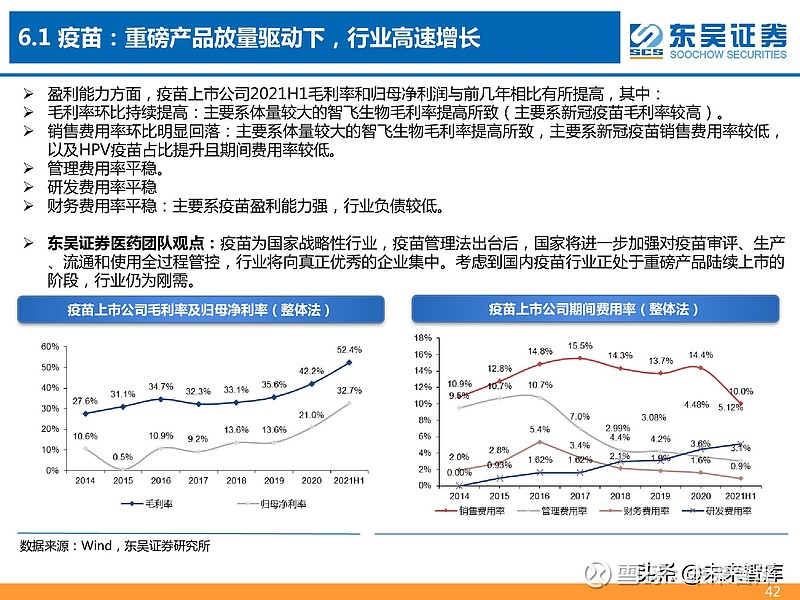 6.1 疫苗：重磅产品放量驱动下，行业高速增长
东吴证券
SCS
SOOCHOW SECURITIES
➢ 盈利能力方面，疫苗上市公司2021H1毛利率和归母净利润与前几年相比有所提高，其中：
➢ 毛利率环比持续提高：主要系体量较大的智飞生物毛利率提高所致（主要系新冠疫苗毛利率较高）。
➢ 销售费用率环比明显回落：主要系体量较大的智飞生物毛利率提高所致，主要系新冠疫苗销售费用率较低，
以及HPV疫苗占比提升且期间费用率较低。
➢ 管理费用率平稳。
➢ 研发费用率平稳
➢ 财务费用率平稳：主要系疫苗盈利能力强，行业负债较低。
➢ 东吴证券医药团队观点：疫苗为国家战略性行业，疫苗管理法出台后，国家将进一步加强对疫苗审评、生产
、流通和使用全过程管控，行业将向真正优秀的企业集中。考虑到国内疫苗行业正处于重磅产品陆续上市的
阶段，行业仍为刚需。
疫苗上市公司毛利率及归母净利率（整体法）
60%
50%
40%
30%
20%
10%
0%
27.6% 31.1% 34.7% 32.3% 33.1% 35.6% 42.2% 52.4%
10.6% 0.5% 10.9% 9.2% 13.6% 13.6% 21.0% 32.7%
2014 2015 2016 2017 2018 2019 2020 2021H1
毛利率 归母净利率
疫苗上市公司期间费用率（整体法）
18%
16%
14%
12%
10%
8%
6%
4%
2%
0%
10.9% 12.8% 14.8% 15.5% 14.3% 13.7% 14.4% 10.0%
9.5% 10.7% 10.7% 7.0% 4.4% 4.2% 3.6% 3.1%
2.0% 2.8% 5.4% 3.4% 2.1% 1.9% 1.6% 0.9%
0.00% 0.93% 1.62% 1.62% 2.99% 3.08% 4.48% 5.12%
2014 2015 2016 2017 2018 2019 2020 2021H1
销售费用率 管理费用率 财务费用率 研发费用率
数据来源：Wind，东吴证券研究所
头条 @未来智库
42